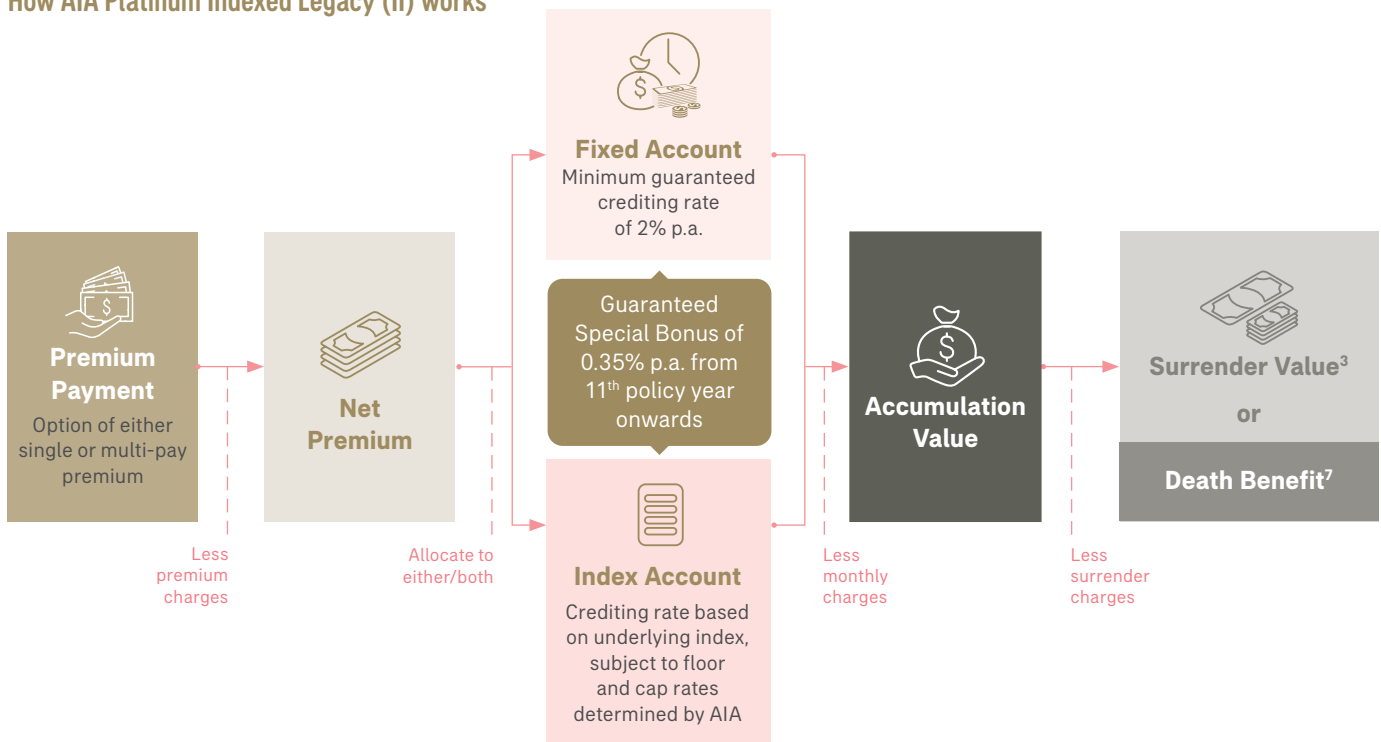 How AIA Platinum Indexed Legacy (II) works
Premium
Payment
Option of either
single or multi-pay
premium
Less
premium
charges
Net
Premium
Allocate to
either/both
Fixed Account
Minimum guaranteed
crediting rate
of 2% p.a.
Guaranteed
Special Bonus of
0.35% p.a. from
11th policy year
onwards
Index Account
Crediting rate based
on underlying index,
subject to floor
and cap rates
determined by AIA
Less
monthly
charges
$
Accumulation
Value
Less
surrender
charges
Surrender Value³
or
Death Benefit⁷